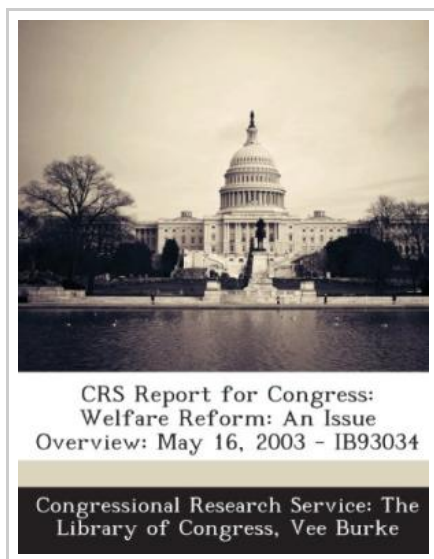 CRS Report for Congress:
Welfare Reform: An Issue
Overview: May 16, 2003 - IB93034
Congressional Research Service: The
Library of Congress, Vee Burke